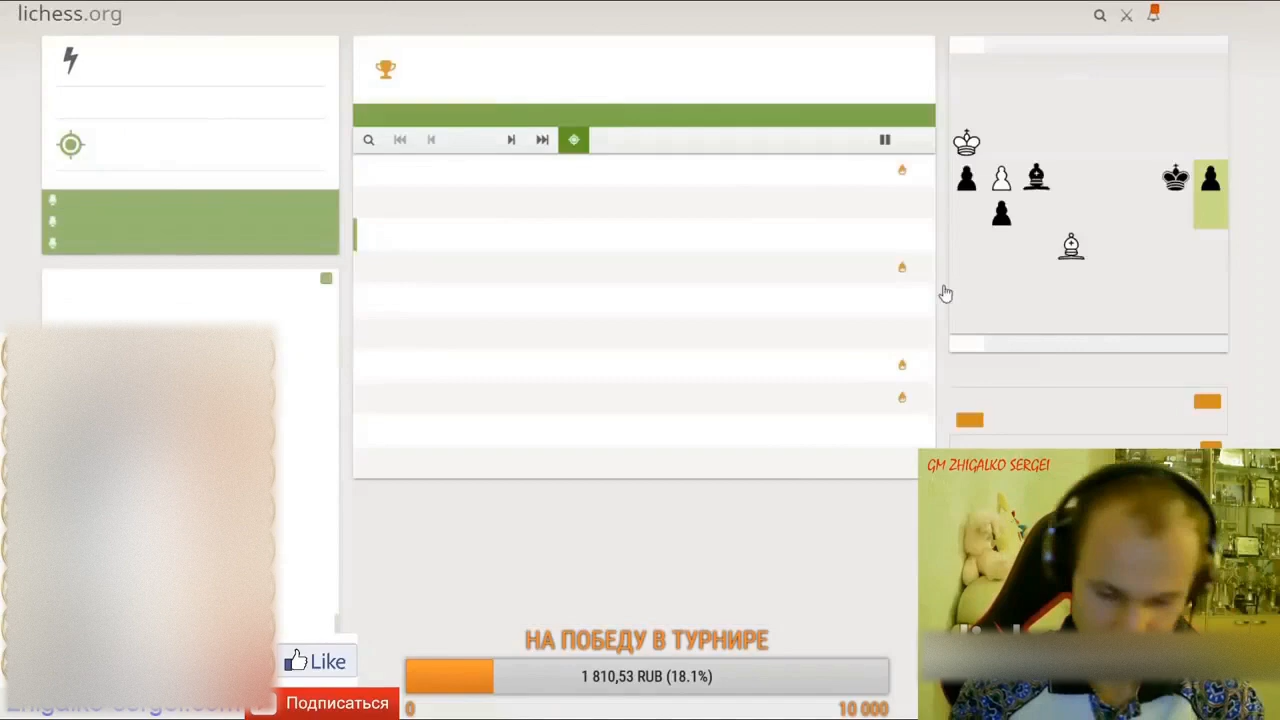 lichess.org
GM ZHIGALKO SERGEI
НА ПОБЕДУ В ТУРНИРЕ
1 810,53 RUB (18.1%)
0
10 000
Like
Подписаться